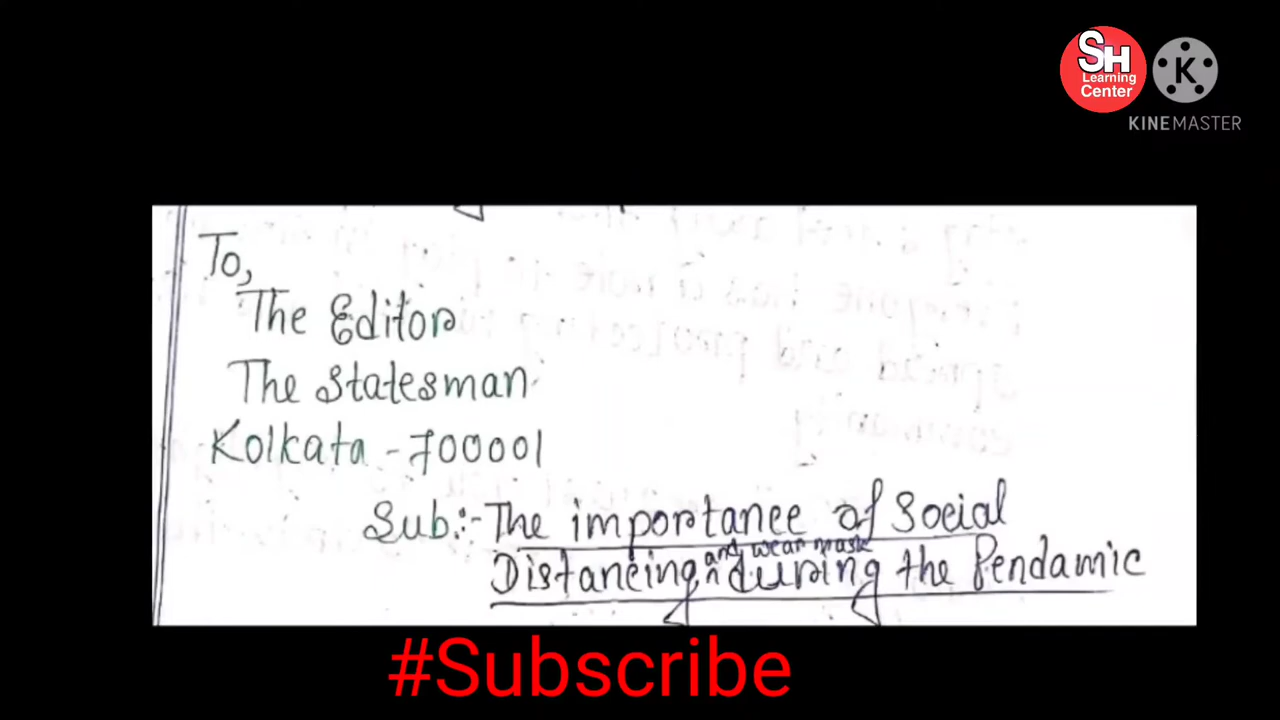 SH
Learning
Center
K
KINEMASTER
To,
The Editor
The Statesman
Kolkata - 700001
Sub:- The importance of Social
and wear mask
Distancing, during the Pendamic
#Subscribe